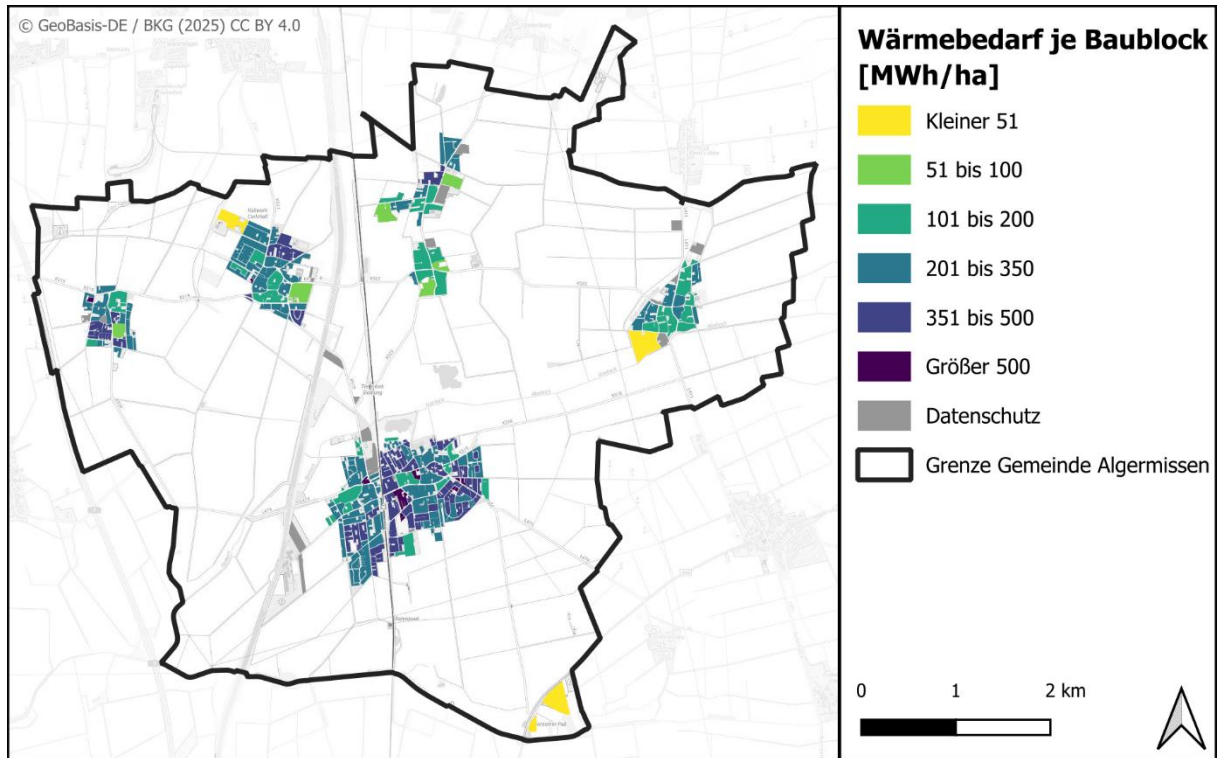 © GeoBasis-DE / BKG (2025) CC BY 4.0
Wärmebedarf je Baublock
[MWh/ha]
Kleiner 51
51 bis 100
101 bis 200
201 bis 350
351 bis 500
Größer 500
Datenschutz
Grenze Gemeinde Algermissen
0 1 2 km